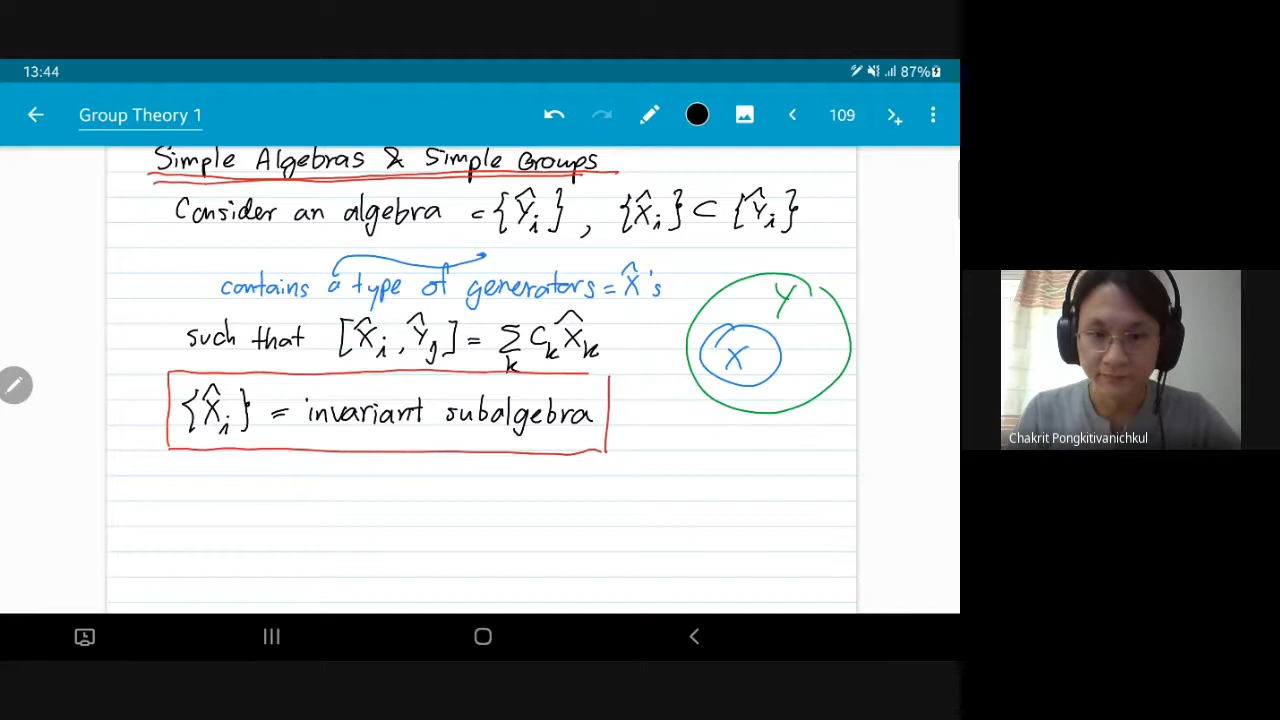 13:44
87%
Group Theory 1
109
Simple Algebras & Simple Groups
Consider an algebra = {Ŷᵢ} , {X̂ᵢ} ⊂ {Ŷᵢ}
contains a type of generators = X̂'s
such that [X̂ᵢ, Ŷⱼ] = Σₖ Cₖ X̂ₖ
{X̂ᵢ} = invariant subalgebra
Y
X
Chakrit Pongkitivanichkul